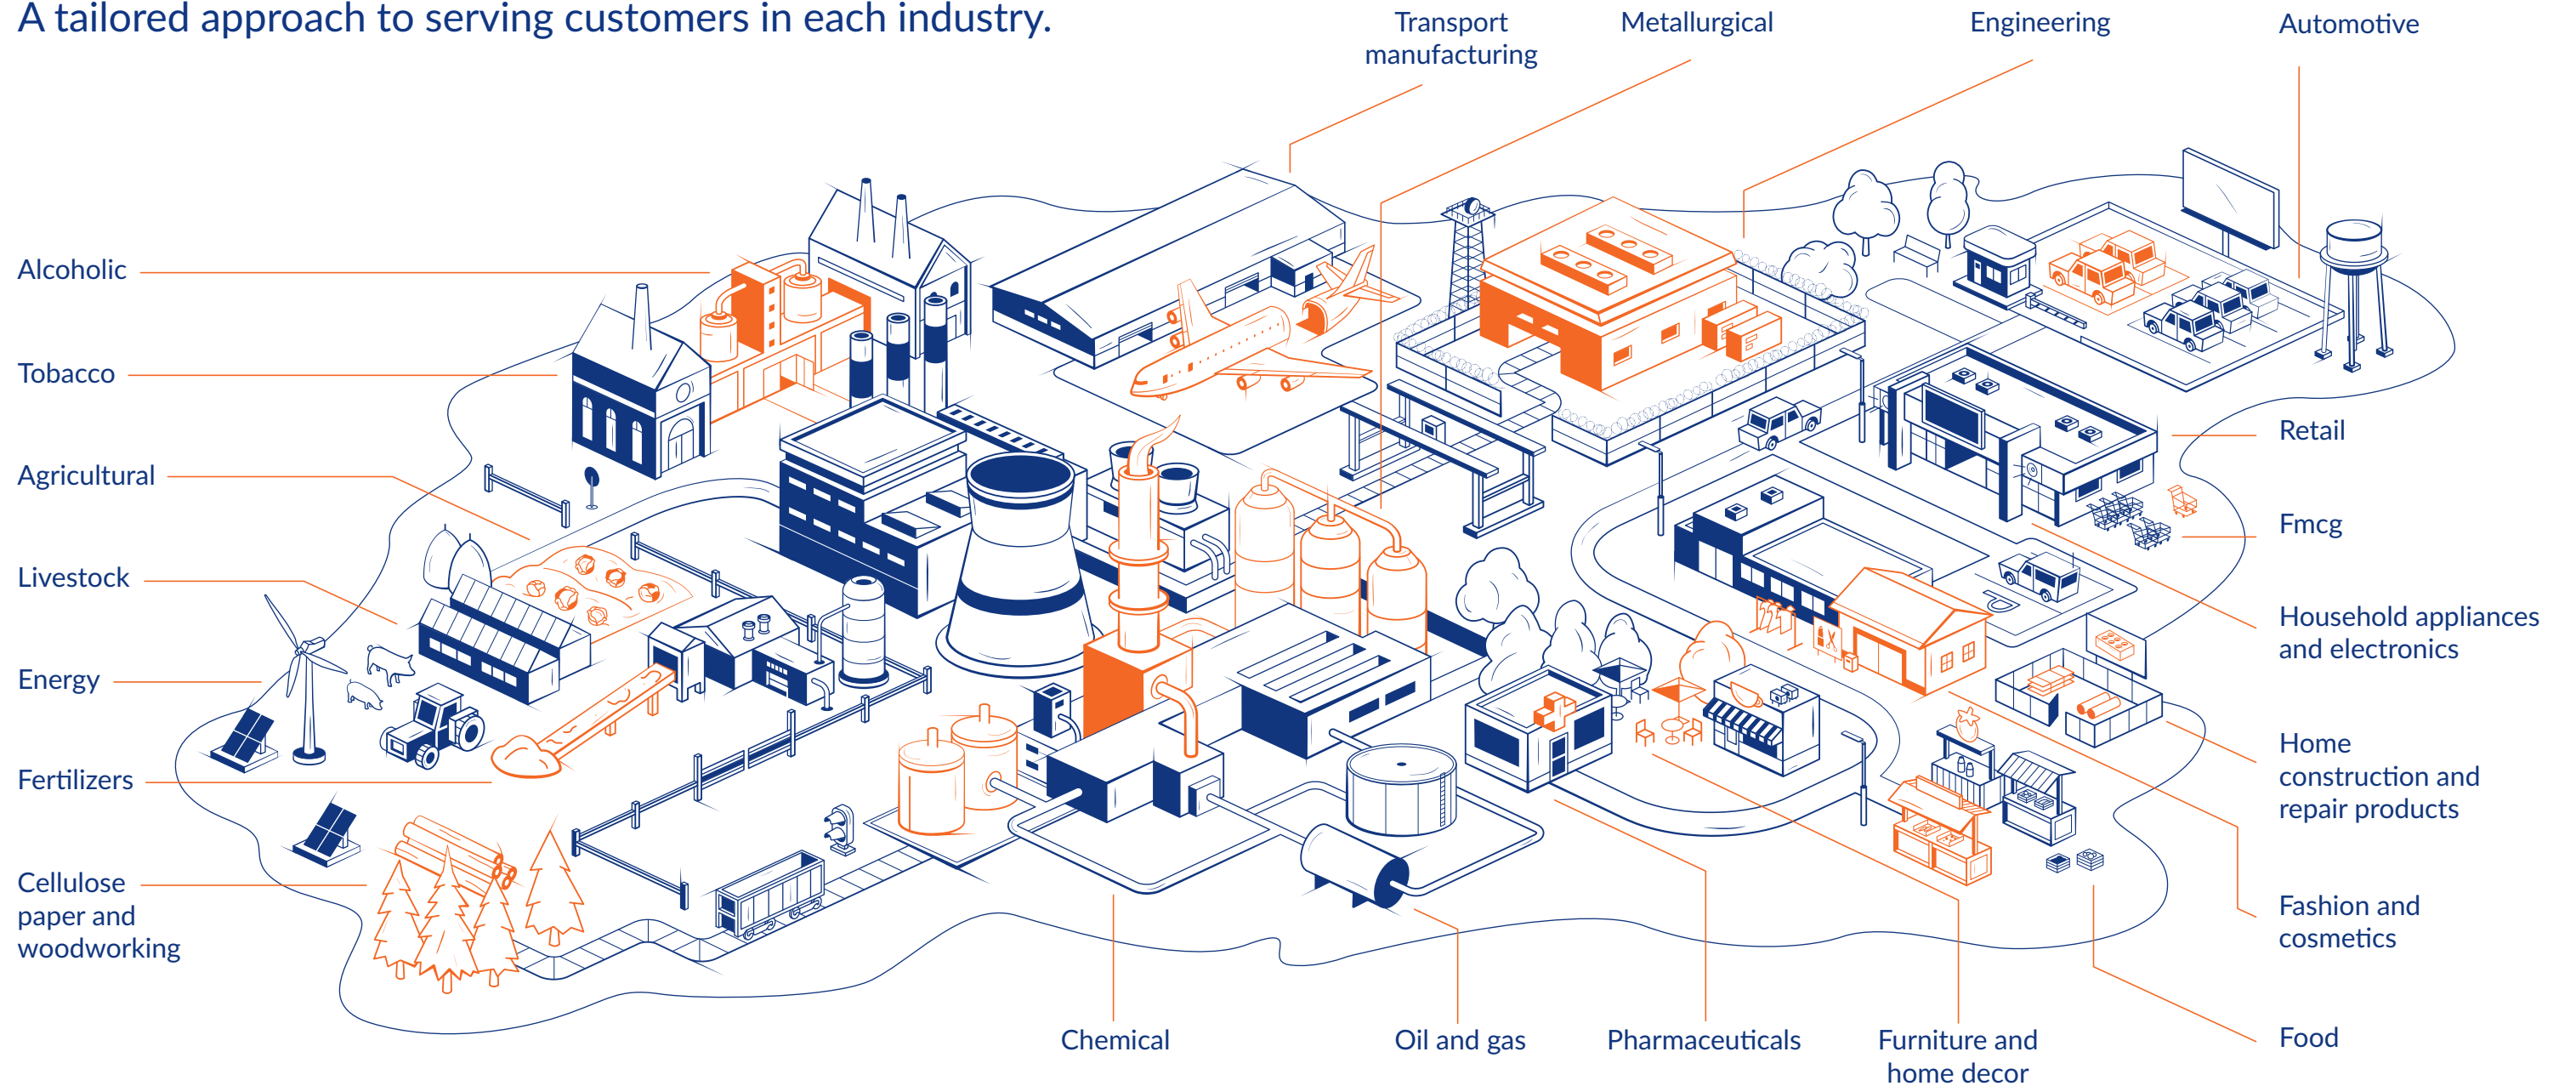 A tailored approach to serving customers in each industry.
Transport
manufacturing
Metallurgical
Engineering
Automotive
Alcoholic
Tobacco
Agricultural
Livestock
Energy
Fertilizers
Cellulose
paper and
woodworking
Retail
Fmcg
Household appliances
and electronics
Home
construction and
repair products
Fashion and
cosmetics
Food
Chemical
Oil and gas
Pharmaceuticals
Furniture and
home decor
P